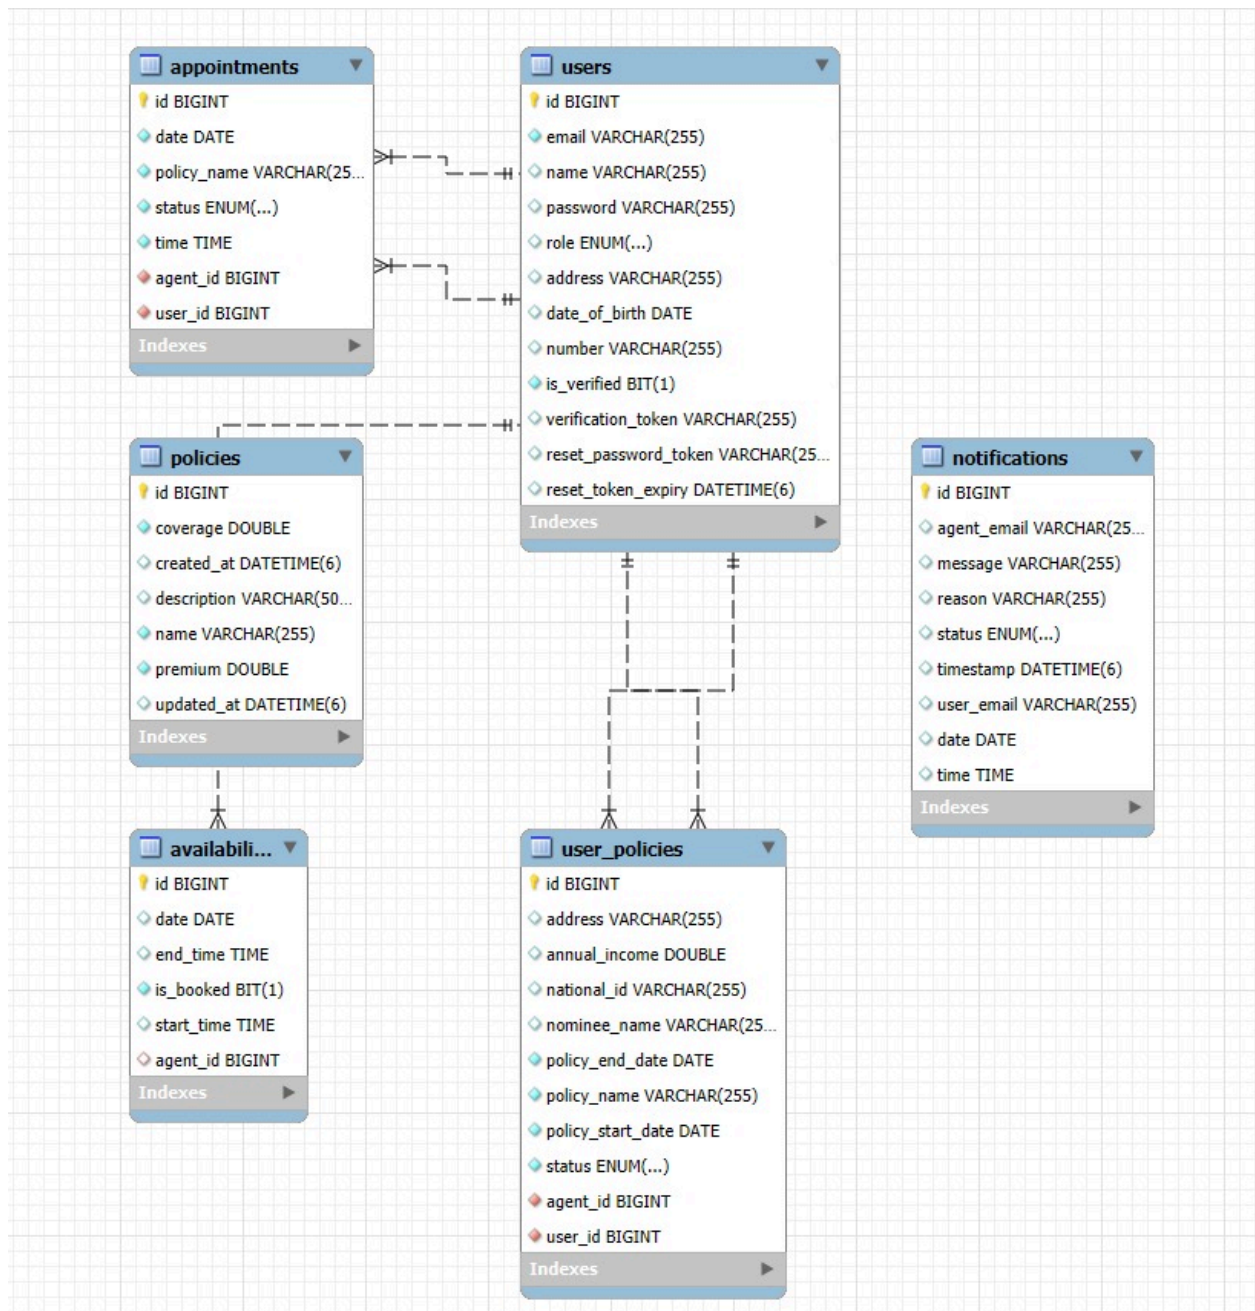 appointments
id BIGINT
date DATE
policy_name VARCHAR(25...
status ENUM(...)
time TIME
agent_id BIGINT
user_id BIGINT
Indexes
users
id BIGINT
email VARCHAR(255)
name VARCHAR(255)
password VARCHAR(255)
role ENUM(...)
address VARCHAR(255)
date_of_birth DATE
number VARCHAR(255)
is_verified BIT(1)
verification_token VARCHAR(255)
reset_password_token VARCHAR(25...
reset_token_expiry DATETIME(6)
Indexes
policies
id BIGINT
coverage DOUBLE
created_at DATETIME(6)
description VARCHAR(50...
name VARCHAR(255)
premium DOUBLE
updated_at DATETIME(6)
Indexes
notifications
id BIGINT
agent_email VARCHAR(25...
message VARCHAR(255)
reason VARCHAR(255)
status ENUM(...)
timestamp DATETIME(6)
user_email VARCHAR(255)
date DATE
time TIME
Indexes
availabili...
id BIGINT
date DATE
end_time TIME
is_booked BIT(1)
start_time TIME
agent_id BIGINT
Indexes
user_policies
id BIGINT
address VARCHAR(255)
annual_income DOUBLE
national_id VARCHAR(255)
nominee_name VARCHAR(25...
policy_end_date DATE
policy_name VARCHAR(255)
policy_start_date DATE
status ENUM(...)
agent_id BIGINT
user_id BIGINT
Indexes